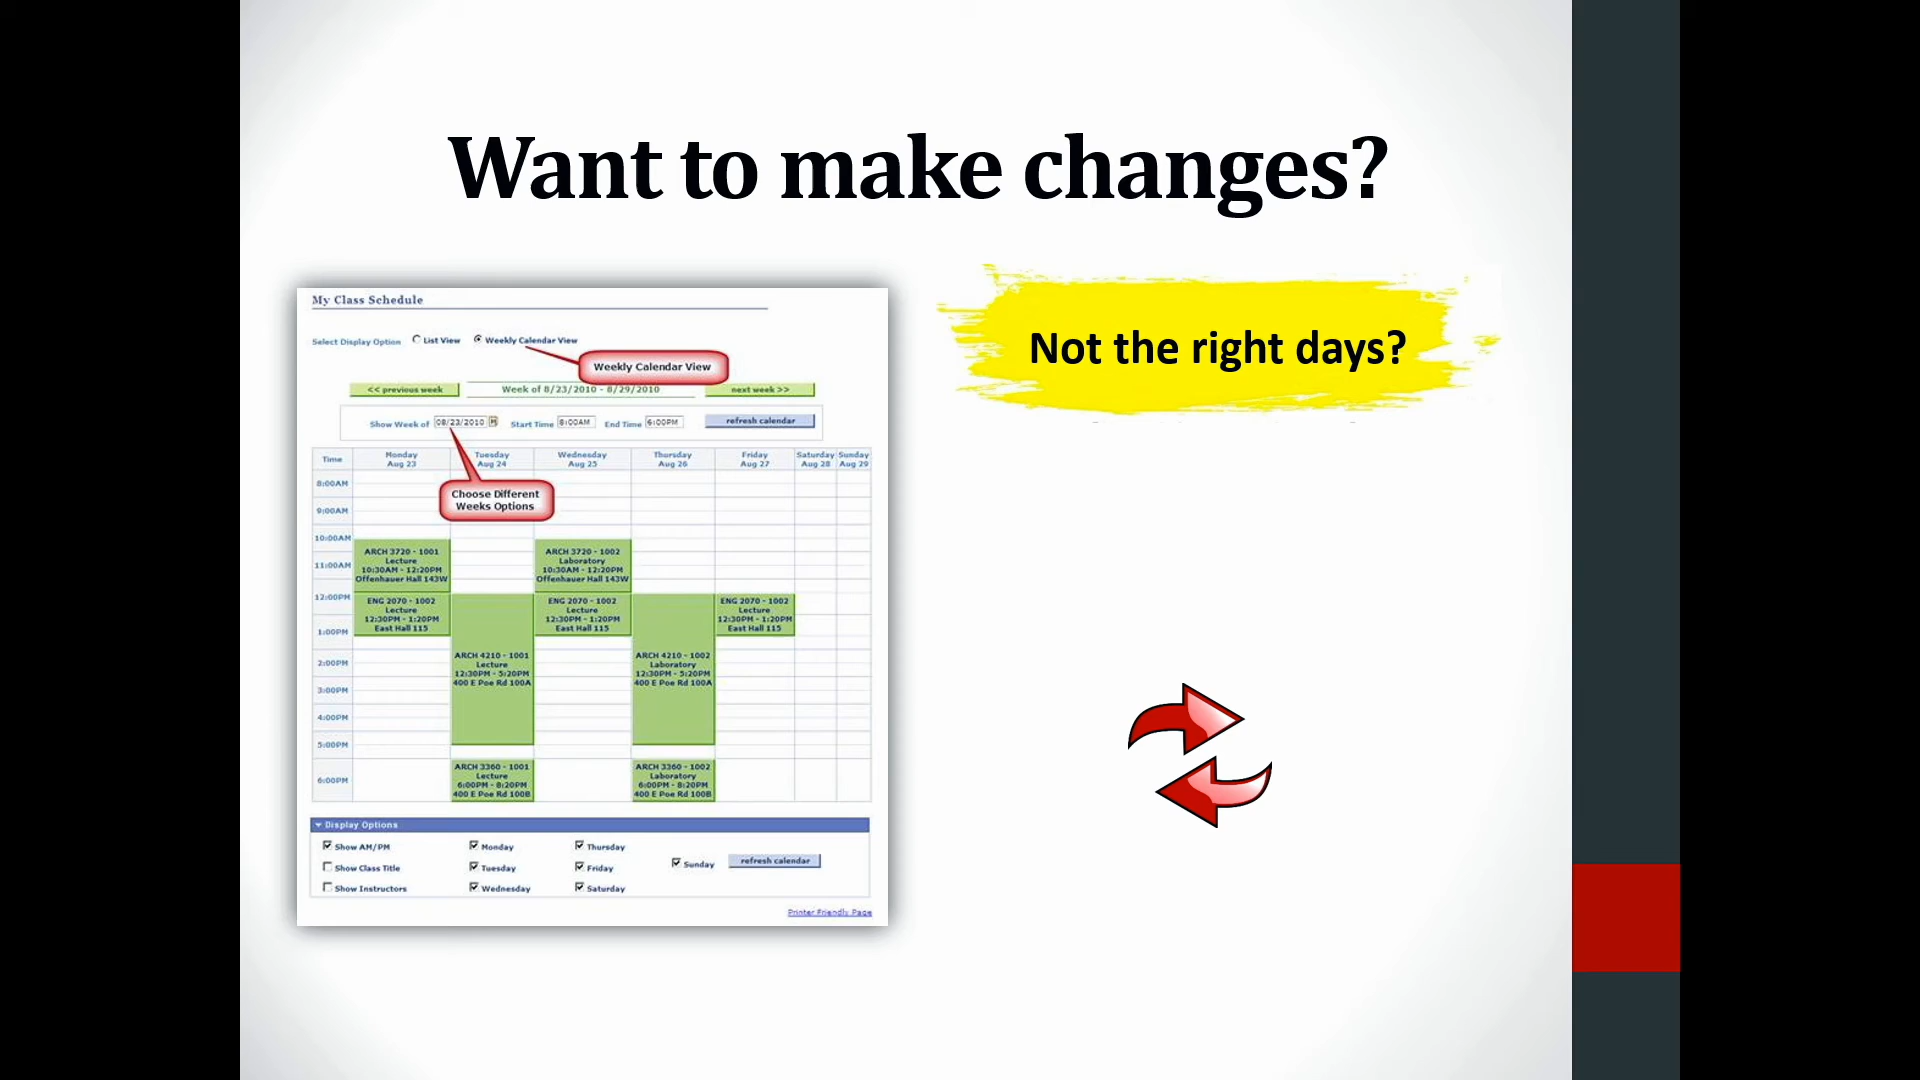 Want to make changes?
Not the right days?
My Class Schedule
Select Display Option List View Weekly Calendar View
Weekly Calendar View
<< previous week Week of 8/23/2010 - 8/29/2010 next week >>
Show Week of 08/23/2010 Start Time 8:00AM End Time 6:00PM refresh calendar
Time Monday Tuesday Wednesday Thursday Friday Saturday Sunday
Aug 23 Aug 24 Aug 25 Aug 26 Aug 27 Aug 28 Aug 29
8:00AM
Choose Different
Weeks Options
9:00AM
10:00AM
ARCH 3720 - 1001
Lecture
10:30AM - 12:20PM
Offenhauer Hall 143W
ARCH 3720 - 1002
Laboratory
10:30AM - 12:20PM
Offenhauer Hall 143W
11:00AM
12:00PM
ENG 2070 - 1002
Lecture
12:30PM - 1:20PM
East Hall 115
ENG 2070 - 1002
Lecture
12:30PM - 1:20PM
East Hall 115
ENG 2070 - 1002
Lecture
12:30PM - 1:20PM
East Hall 115
1:00PM
ARCH 4210 - 1001
Lecture
12:30PM - 5:20PM
400 E Poe Rd 100A
ARCH 4210 - 1002
Laboratory
12:30PM - 5:20PM
400 E Poe Rd 100A
2:00PM
3:00PM
4:00PM
5:00PM
6:00PM
ARCH 3360 - 1001
Lecture
6:00PM - 8:20PM
400 E Poe Rd 100B
ARCH 3360 - 1002
Laboratory
6:00PM - 8:20PM
400 E Poe Rd 100B
Display Options
Show AM/PM Monday Thursday Sunday refresh calendar
Show Class Title Tuesday Friday
Show Instructors Wednesday Saturday
Printer Friendly Page